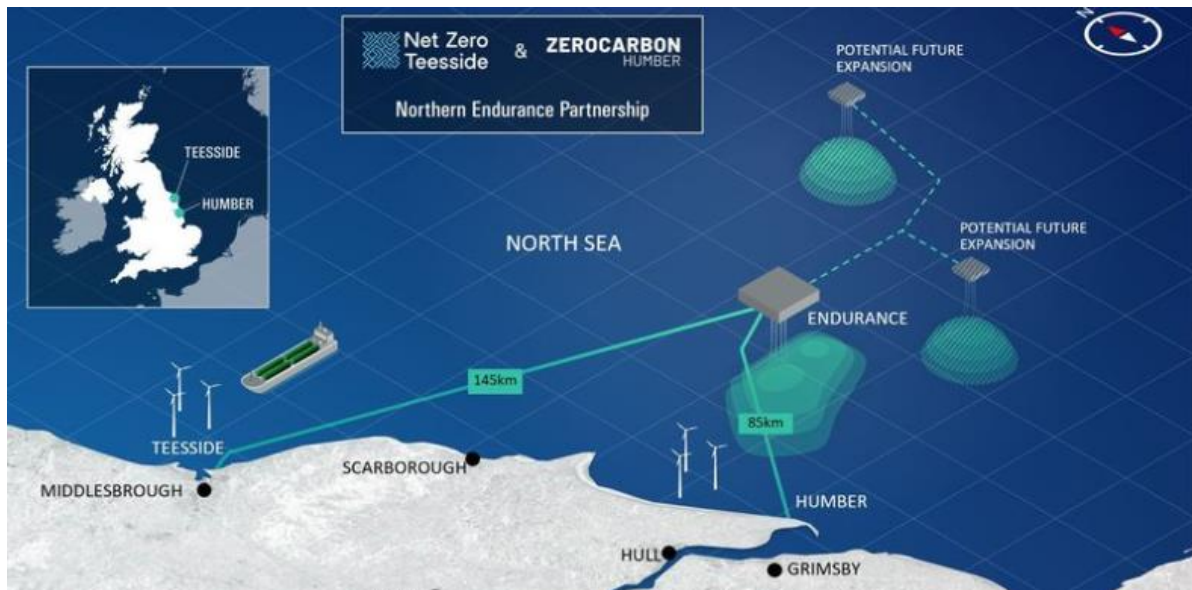 Net Zero
Teesside
&
ZEROCARBON
HUMBER
Northern Endurance Partnership
N
POTENTIAL FUTURE
EXPANSION
TEESSIDE
HUMBER
NORTH SEA
POTENTIAL FUTURE
EXPANSION
ENDURANCE
145km
85km
TEESSIDE
SCARBOROUGH
MIDDLESBROUGH
HUMBER
HULL
GRIMSBY